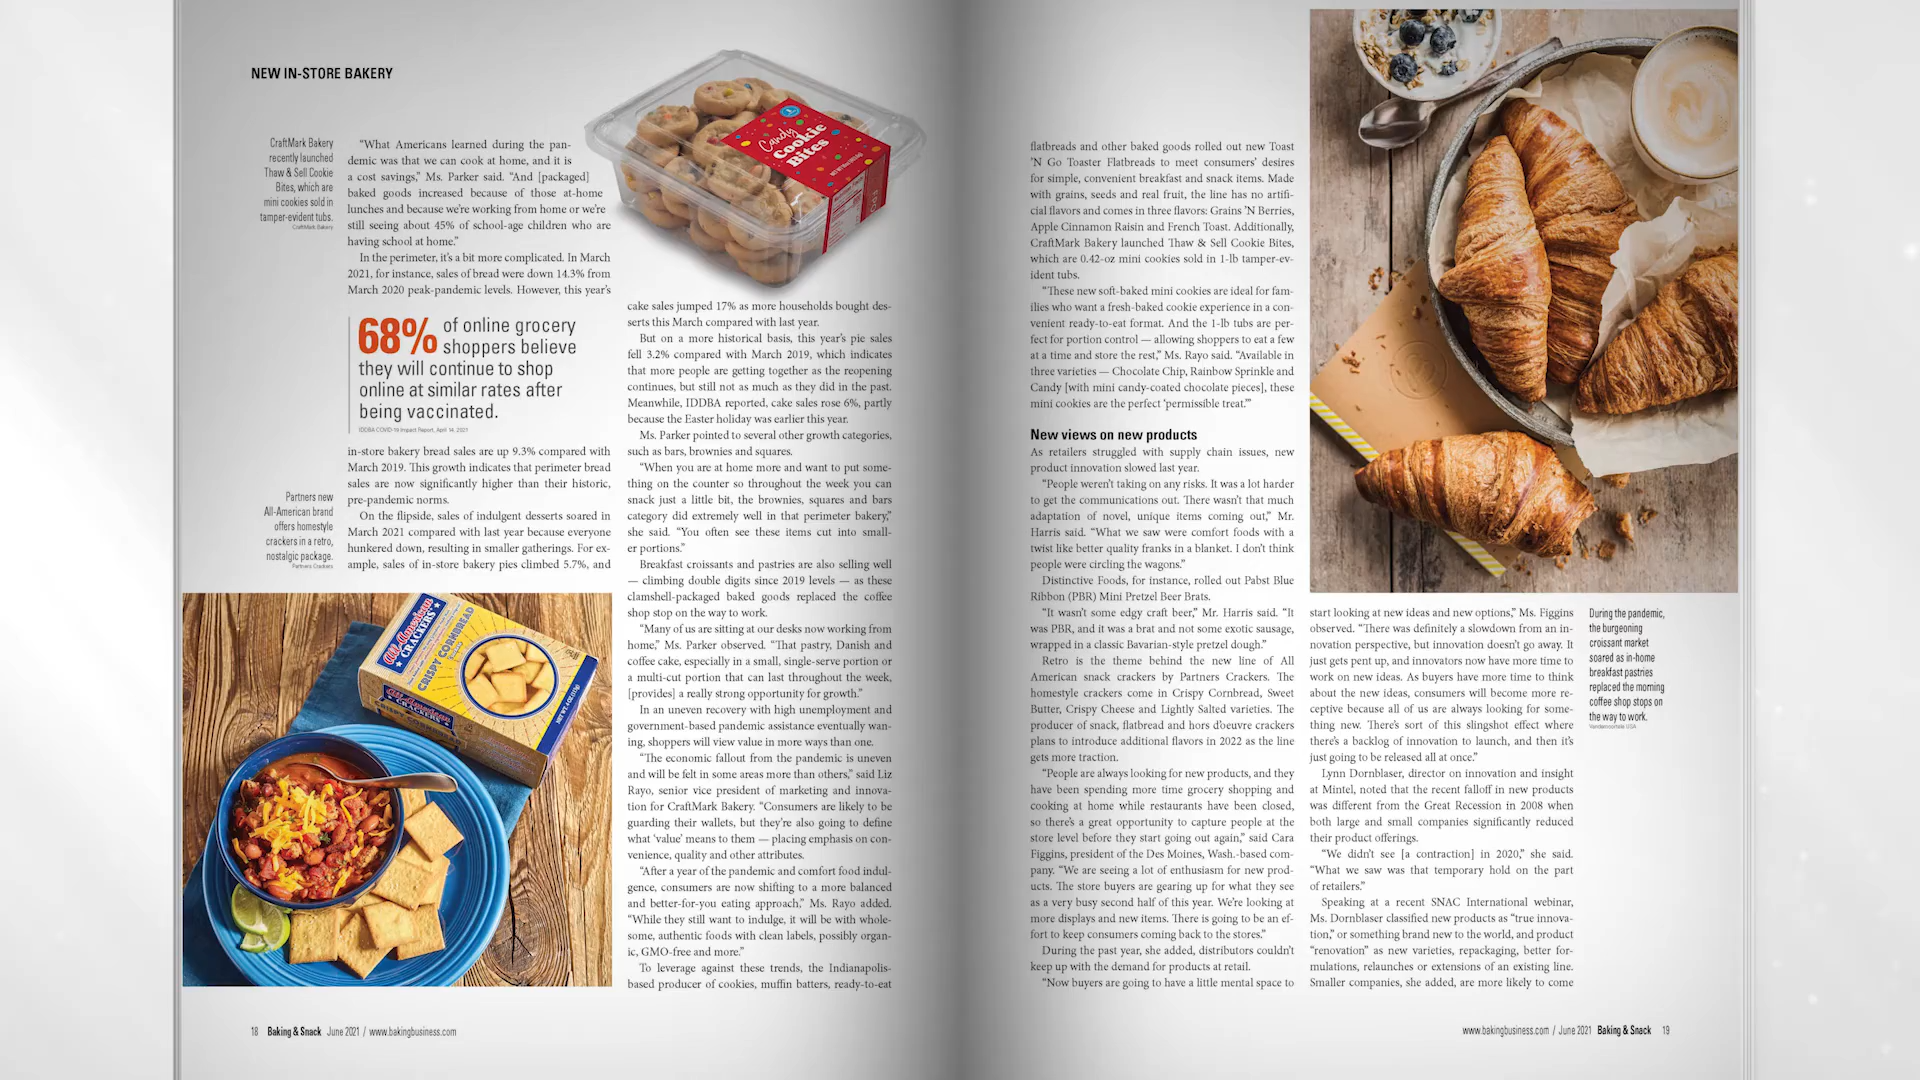 NEW IN-STORE BAKERY
CraftMark Bakery
recently launched
Thaw & Sell Cookie
Bites, which are
mini cookies sold in
tamper-evident tubs.
CraftMark Bakery
“What Americans learned during the pan-
demic was that we can cook at home, and it is
a cost savings,” Ms. Parker said. “And [packaged]
baked goods increased because of those at-home
lunches and because we’re working from home or we’re
still seeing about 45% of school-age children who are
having school at home.”
In the perimeter, it’s a bit more complicated. In March
2021, for instance, sales of bread were down 14.3% from
March 2020 peak-pandemic levels. However, this year’s
68% of online grocery
shoppers believe
they will continue to shop
online at similar rates after
being vaccinated.
IDDBA COVID-19 Impact Report, April 14, 2021
in-store bakery bread sales are up 9.3% compared with
March 2019. This growth indicates that perimeter bread
sales are now significantly higher than their historic,
pre-pandemic norms.
On the flipside, sales of indulgent desserts soared in
March 2021 compared with last year because everyone
hunkered down, resulting in smaller gatherings. For ex-
ample, sales of in-store bakery pies climbed 5.7%, and
Partners new
All-American brand
offers homestyle
crackers in a retro,
nostalgic package.
Partners Crackers
All-American
CRACKERS
CRISPY CORNBREAD
All-American
CRACKERS
CRISPY CORNBREAD
Candy
Cookie
Bites
cake sales jumped 17% as more households bought des-
serts this March compared with last year.
But on a more historical basis, this year’s pie sales
fell 3.2% compared with March 2019, which indicates
that more people are getting together as the reopening
continues, but still not as much as they did in the past.
Meanwhile, IDDBA reported, cake sales rose 6%, partly
because the Easter holiday was earlier this year.
Ms. Parker pointed to several other growth categories,
such as bars, brownies and squares.
“When you are at home more and want to put some-
thing on the counter so throughout the week you can
snack just a little bit, the brownies, squares and bars
category did extremely well in that perimeter bakery,”
she said. “You often see these items cut into small-
er portions.”
Breakfast croissants and pastries are also selling well
— climbing double digits since 2019 levels — as these
clamshell-packaged baked goods replaced the coffee
shop stop on the way to work.
“Many of us are sitting at our desks now working from
home,” Ms. Parker observed. “That pastry, Danish and
coffee cake, especially in a small, single-serve portion or
a multi-cut portion that can last throughout the week,
[provides] a really strong opportunity for growth.”
In an uneven recovery with high unemployment and
government-based pandemic assistance eventually wan-
ing, shoppers will view value in more ways than one.
“The economic fallout from the pandemic is uneven
and will be felt in some areas more than others,” said Liz
Rayo, senior vice president of marketing and innova-
tion for CraftMark Bakery. “Consumers are likely to be
guarding their wallets, but they’re also going to define
what ‘value’ means to them — placing emphasis on con-
venience, quality and other attributes.
“After a year of the pandemic and comfort food indul-
gence, consumers are now shifting to a more balanced
and better-for-you eating approach,” Ms. Rayo added.
“While they still want to indulge, it will be with whole-
some, authentic foods with clean labels, possibly organ-
ic, GMO-free and more.”
To leverage against these trends, the Indianapolis-
based producer of cookies, muffin batters, ready-to-eat
18 Baking & Snack June 2021 / www.bakingbusiness.com
flatbreads and other baked goods rolled out new Toast
’N Go Toaster Flatbreads to meet consumers’ desires
for simple, convenient breakfast and snack items. Made
with grains, seeds and real fruit, the line has no artifi-
cial flavors and comes in three flavors: Grains ’N Berries,
Apple Cinnamon Raisin and French Toast. Additionally,
CraftMark Bakery launched Thaw & Sell Cookie Bites,
which are 0.42-oz mini cookies sold in 1-lb tamper-ev-
ident tubs.
“These new soft-baked mini cookies are ideal for fam-
ilies who want a fresh-baked cookie experience in a con-
venient ready-to-eat format. And the 1-lb tubs are per-
fect for portion control — allowing shoppers to eat a few
at a time and store the rest,” Ms. Rayo said. “Available in
three varieties — Chocolate Chip, Rainbow Sprinkle and
Candy [with mini candy-coated chocolate pieces], these
mini cookies are the perfect ‘permissible treat.’”
New views on new products
As retailers struggled with supply chain issues, new
product innovation slowed last year.
“People weren’t taking on any risks. It was a lot harder
to get the communications out. There wasn’t that much
adaptation of novel, unique items coming out,” Mr.
Harris said. “What we saw were comfort foods with a
twist like better quality franks in a blanket. I don’t think
people were circling the wagons.”
Distinctive Foods, for instance, rolled out Pabst Blue
Ribbon (PBR) Mini Pretzel Beer Brats.
“It wasn’t some edgy craft beer,” Mr. Harris said. “It
was PBR, and it was a brat and not some exotic sausage,
wrapped in a classic Bavarian-style pretzel dough.”
Retro is the theme behind the new line of All
American snack crackers by Partners Crackers. The
homestyle crackers come in Crispy Cornbread, Sweet
Butter, Crispy Cheese and Lightly Salted varieties. The
producer of snack, flatbread and hors d’oeuvre crackers
plans to introduce additional flavors in 2022 as the line
gets more traction.
“People are always looking for new products, and they
have been spending more time grocery shopping and
cooking at home while restaurants have been closed,
so there’s a great opportunity to capture people at the
store level before they start going out again,” said Cara
Figgins, president of the Des Moines, Wash.-based com-
pany. “We are seeing a lot of enthusiasm for new prod-
ucts. The store buyers are gearing up for what they see
as a very busy second half of this year. We’re looking at
more displays and new items. There is going to be an ef-
fort to keep consumers coming back to the stores.”
During the past year, she added, distributors couldn’t
keep up with the demand for products at retail.
“Now buyers are going to have a little mental space to
start looking at new ideas and new options,” Ms. Figgins
observed. “There was definitely a slowdown from an in-
novation perspective, but innovation doesn’t go away. It
just gets pent up, and innovators now have more time to
work on new ideas. As buyers have more time to think
about the new ideas, consumers will become more re-
ceptive because all of us are always looking for some-
thing new. There’s sort of this slingshot effect where
there’s a backlog of innovation to launch, and then it’s
just going to be released all at once.”
Lynn Dornblaser, director on innovation and insight
at Mintel, noted that the recent falloff in new products
was different from the Great Recession in 2008 when
both large and small companies significantly reduced
their product offerings.
“We didn’t see [a contraction] in 2020,” she said.
“What we saw was that temporary hold on the part
of retailers.”
Speaking at a recent SNAC International webinar,
Ms. Dornblaser classified new products as “true innova-
tion,” or something brand new to the world, and product
“renovation” as new varieties, repackaging, better for-
mulations, relaunches or extensions of an existing line.
Smaller companies, she added, are more likely to come
During the pandemic,
the burgeoning
croissant market
soared as in-home
breakfast pastries
replaced the morning
coffee shop stops on
the way to work.
Vandemoortele USA
www.bakingbusiness.com / June 2021 Baking & Snack 19